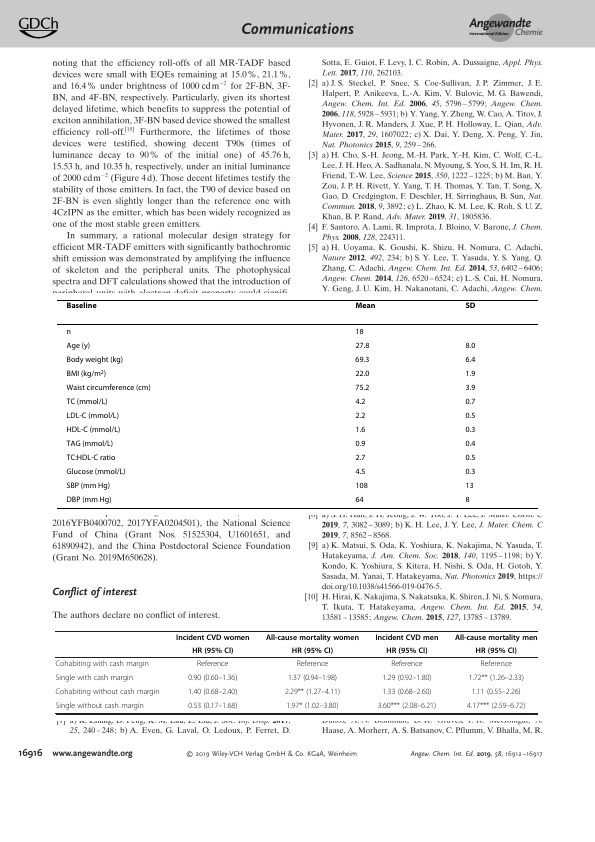 GDCh
Communications
Angewandte
International Edition Chemie
noting that the efficiency roll-offs of all MR-TADF based
devices were small with EQEs remaining at 15.0 %, 21.1 %,
and 16.4 % under brightness of 1000 cd m−2 for 2F-BN, 3F-
BN, and 4F-BN, respectively. Particularly, given its shortest
delayed lifetime, which benefits to suppress the potential of
exciton annihilation, 3F-BN based device showed the smallest
efficiency roll-off.[15] Furthermore, the lifetimes of those
devices were testified, showing decent T90s (times of
luminance decay to 90 % of the initial one) of 45.76 h,
15.53 h, and 10.35 h, respectively, under an initial luminance
of 2000 cd m−2 (Figure 4 d). Those decent lifetimes testify the
stability of those emitters. In fact, the T90 of device based on
2F-BN is even slightly longer than the reference one with
4CzIPN as the emitter, which has been widely recognized as
one of the most stable green emitters.
In summary, a rational molecular design strategy for
efficient MR-TADF emitters with significantly bathochromic
shift emission was demonstrated by amplifying the influence
of skeleton and the peripheral units. The photophysical
spectra and DFT calculations showed that the introduction of
peripheral units with electron deficit property could signifi-
Sotta, E. Guiot, F. Levy, I. C. Robin, A. Dussaigne, Appl. Phys.
Lett. 2017, 110, 262103.
[2] a) J. S. Steckel, P. Snee, S. Coe-Sullivan, J. P. Zimmer, J. E.
Halpert, P. Anikeeva, L.-A. Kim, V. Bulovic, M. G. Bawendi,
Angew. Chem. Int. Ed. 2006, 45, 5796 – 5799; Angew. Chem.
2006, 118, 5928 – 5931; b) Y. Yang, Y. Zheng, W. Cao, A. Titov, J.
Hyvonen, J. R. Manders, J. Xue, P. H. Holloway, L. Qian, Adv.
Mater. 2017, 29, 1607022; c) X. Dai, Y. Deng, X. Peng, Y. Jin,
Nat. Photonics 2015, 9, 259 – 266.
[3] a) H. Cho, S.-H. Jeong, M.-H. Park, Y.-H. Kim, C. Wolf, C.-L.
Lee, J. H. Heo, A. Sadhanala, N. Myoung, S. Yoo, S. H. Im, R. H.
Friend, T.-W. Lee, Science 2015, 350, 1222 – 1225; b) M. Ban, Y.
Zou, J. P. H. Rivett, Y. Yang, T. H. Thomas, Y. Tan, T. Song, X.
Gao, D. Credgington, F. Deschler, H. Sirringhaus, B. Sun, Nat.
Commun. 2018, 9, 3892; c) L. Zhao, K. M. Lee, K. Roh, S. U. Z.
Khan, B. P. Rand, Adv. Mater. 2019, 31, 1805836.
[4] F. Santoro, A. Lami, R. Improta, J. Bloino, V. Barone, J. Chem.
Phys. 2008, 128, 224311.
[5] a) H. Uoyama, K. Goushi, K. Shizu, H. Nomura, C. Adachi,
Nature 2012, 492, 234; b) S. Y. Lee, T. Yasuda, Y. S. Yang, Q.
Zhang, C. Adachi, Angew. Chem. Int. Ed. 2014, 53, 6402 – 6406;
Angew. Chem. 2014, 126, 6520 – 6524; c) L.-S. Cui, H. Nomura,
Y. Geng, J. U. Kim, H. Nakanotani, C. Adachi, Angew. Chem.
Baseline Mean SD
n 18
Age (y) 27.8 8.0
Body weight (kg) 69.3 6.4
BMI (kg/m²) 22.0 1.9
Waist circumference (cm) 75.2 3.9
TC (mmol/L) 4.2 0.7
LDL-C (mmol/L) 2.2 0.5
HDL-C (mmol/L) 1.6 0.3
TAG (mmol/L) 0.9 0.4
TC:HDL-C ratio 2.7 0.5
Glucose (mmol/L) 4.5 0.3
SBP (mm Hg) 108 13
DBP (mm Hg) 64 8
2016YFB0400702, 2017YFA0204501), the National Science
Fund of China (Grant Nos. 51525304, U1601651, and
61890942), and the China Postdoctoral Science Foundation
(Grant No. 2019M650628).
Conflict of interest
The authors declare no conflict of interest.
2019, 7, 3082 – 3089; b) K. H. Lee, J. Y. Lee, J. Mater. Chem. C
2019, 7, 8562 – 8568.
[9] a) K. Matsui, S. Oda, K. Yoshiura, K. Nakajima, N. Yasuda, T.
Hatakeyama, J. Am. Chem. Soc. 2018, 140, 1195 – 1198; b) Y.
Kondo, K. Yoshiura, S. Kitera, H. Nishi, S. Oda, H. Gotoh, Y.
Sasada, M. Yanai, T. Hatakeyama, Nat. Photonics 2019, https://
doi.org/10.1038/s41566-019-0476-5.
[10] H. Hirai, K. Nakajima, S. Nakatsuka, K. Shiren, J. Ni, S. Nomura,
T. Ikuta, T. Hatakeyama, Angew. Chem. Int. Ed. 2015, 54,
13581 – 13585; Angew. Chem. 2015, 127, 13785 – 13789.
Incident CVD women All-cause mortality women Incident CVD men All-cause mortality men
HR (95% CI) HR (95% CI) HR (95% CI) HR (95% CI)
Cohabiting with cash margin Reference Reference Reference Reference
Single with cash margin 0.90 (0.60–1.36) 1.37 (0.94–1.98) 1.29 (0.92–1.80) 1.72** (1.26–2.33)
Cohabiting without cash margin 1.40 (0.68–2.40) 2.29** (1.27–4.11) 1.33 (0.68–2.60) 1.11 (0.55–2.26)
Single without cash margin 0.53 (0.17–1.68) 1.97* (1.02–3.80) 3.60*** (2.08–6.21) 4.17*** (2.59–6.72)
25, 240 – 248; b) A. Even, G. Laval, O. Ledoux, P. Ferret, D.
Haase, A. Morherr, A. S. Batsanov, C. Pflumm, V. Bhalla, M. R.
16916 www.angewandte.org © 2019 Wiley-VCH Verlag GmbH & Co. KGaA, Weinheim Angew. Chem. Int. Ed. 2019, 58, 16912 –16917